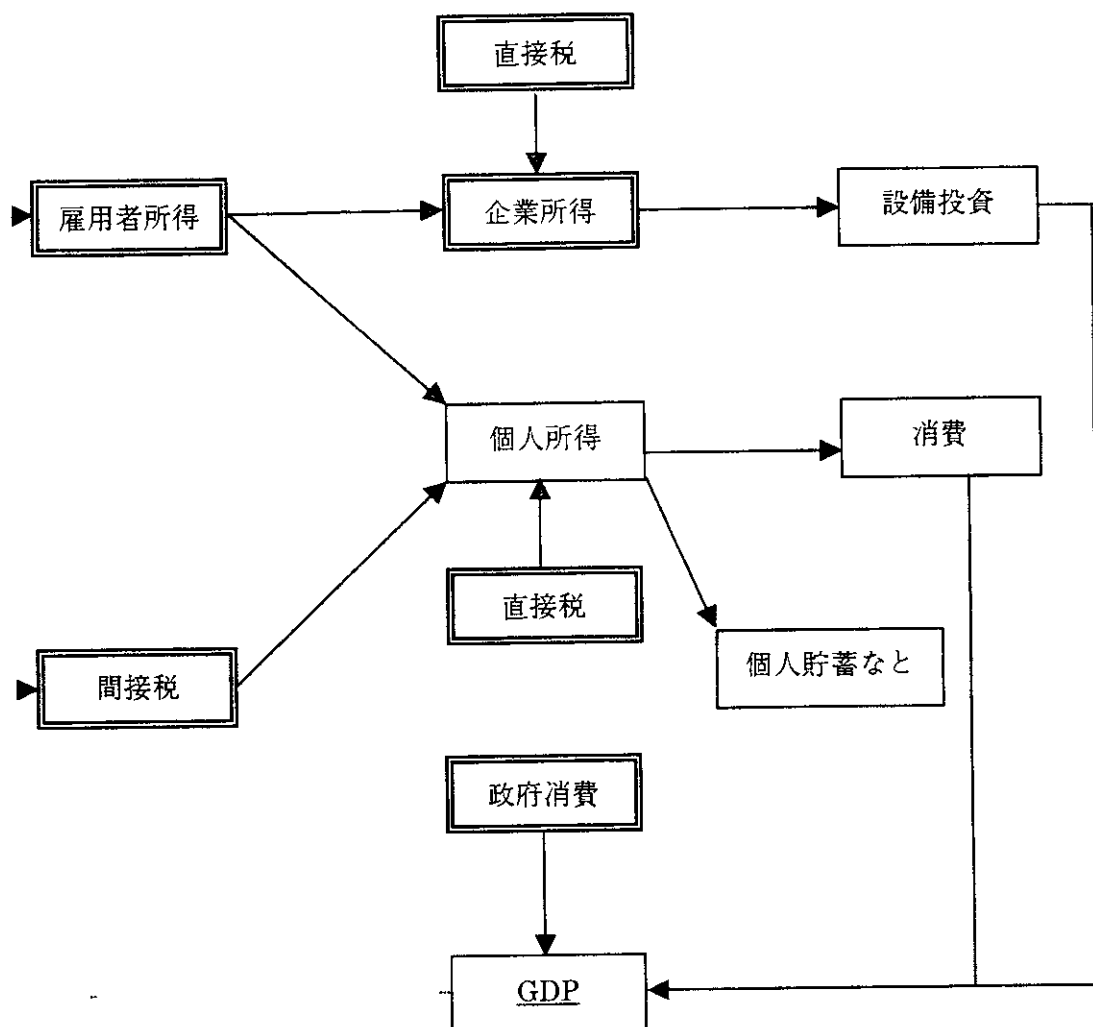 直接税
雇用者所得
企業所得
設備投資
個人所得
消費
直接税
個人貯蓄なと
間接税
政府消費
GDP